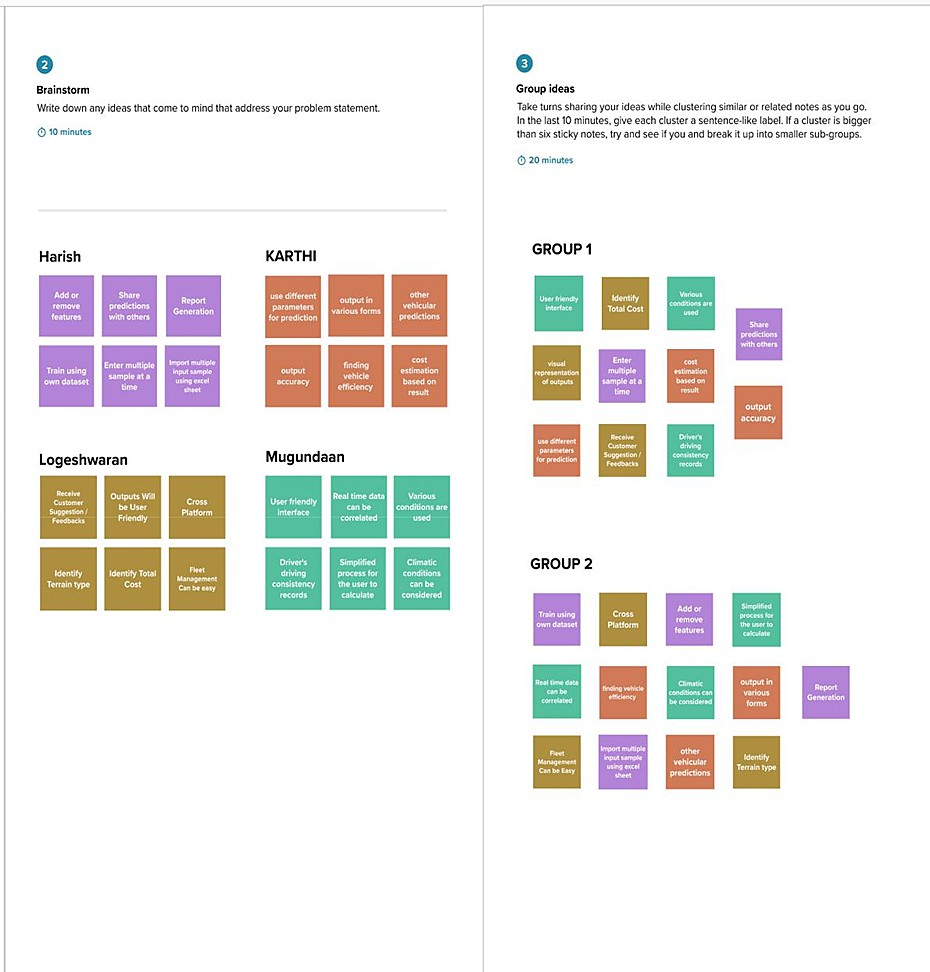 2
Brainstorm
Write down any ideas that come to mind that address your problem statement.
10 minutes
Harish
Add or
remove
features
Share
predictions
with others
Report
Generation
Train using
own dataset
Enter multiple
sample at a
time
Import multiple
input sample
using excel
sheet
KARTHI
use different
parameters
for prediction
output in
various forms
other
vehicular
predictions
output
accuracy
finding
vehicle
efficiency
cost
estimation
based on
result
Logeshwaran
Receive
Customer
Suggestion /
Feedbacks
Outputs Will
be User
Friendly
Cross
Platform
Identify
Terrain type
Identify Total
Cost
Fleet
Management
Can be easy
Mugundaan
User friendly
interface
Real time data
can be
correlated
Various
conditions are
used
Driver's
driving
consistency
records
Simplified
process for
the user to
calculate
Climatic
conditions
can be
considered
3
Group ideas
Take turns sharing your ideas while clustering similar or related notes as you go.
In the last 10 minutes, give each cluster a sentence-like label. If a cluster is bigger
than six sticky notes, try and see if you and break it up into smaller sub-groups.
20 minutes
GROUP 1
User friendly
interface
Identify
Total Cost
Various
conditions are
used
Share
predictions
with others
visual
representation
of outputs
Enter
multiple
sample at a
time
cost
estimation
based on
result
output
accuracy
use different
parameters
for prediction
Receive
Customer
Suggestion /
Feedbacks
Driver's
driving
consistency
records
GROUP 2
Train using
own dataset
Cross
Platform
Add or
remove
features
Simplified
process for
the user to
calculate
Real time data
can be
correlated
finding vehicle
efficiency
Climatic
conditions can
be considered
output in
various
forms
Report
Generation
Fleet
Management
Can be Easy
Import multiple
input sample
using excel
sheet
other
vehicular
predictions
Identify
Terrain type